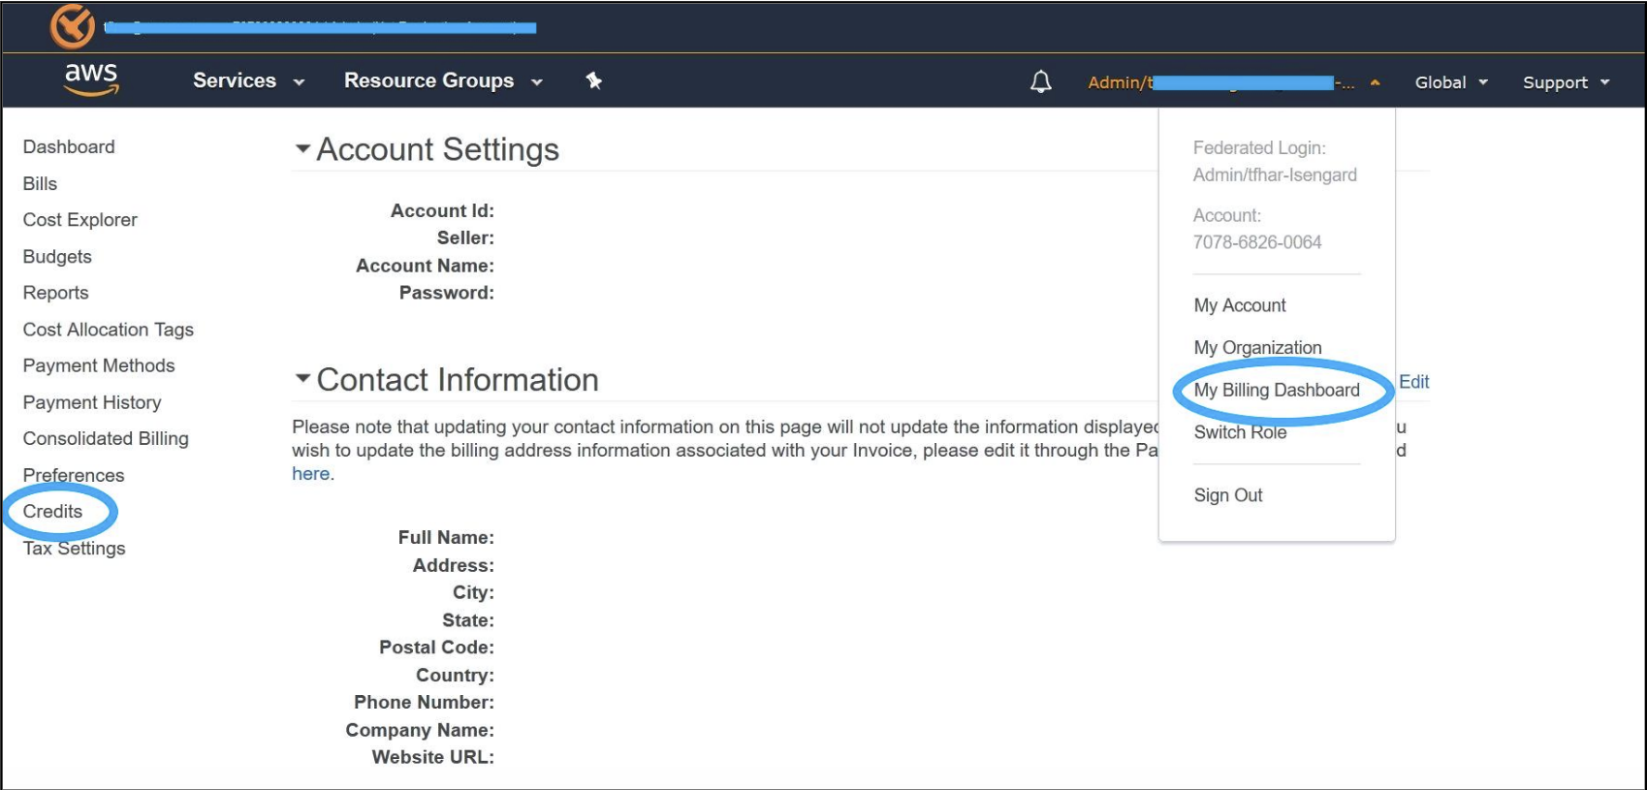 aws
Services
Resource Groups
Admin/t
-...
Global
Support
Dashboard
Bills
Cost Explorer
Budgets
Reports
Cost Allocation Tags
Payment Methods
Payment History
Consolidated Billing
Preferences
Credits
Tax Settings
Account Settings
Account Id:
Seller:
Account Name:
Password:
Contact Information
Edit
Please note that updating your contact information on this page will not update the information displayed u
wish to update the billing address information associated with your Invoice, please edit it through the Pa d
here.
Full Name:
Address:
City:
State:
Postal Code:
Country:
Phone Number:
Company Name:
Website URL:
Federated Login:
Admin/tfhar-Isengard
Account:
7078-6826-0064
My Account
My Organization
My Billing Dashboard
Switch Role
Sign Out